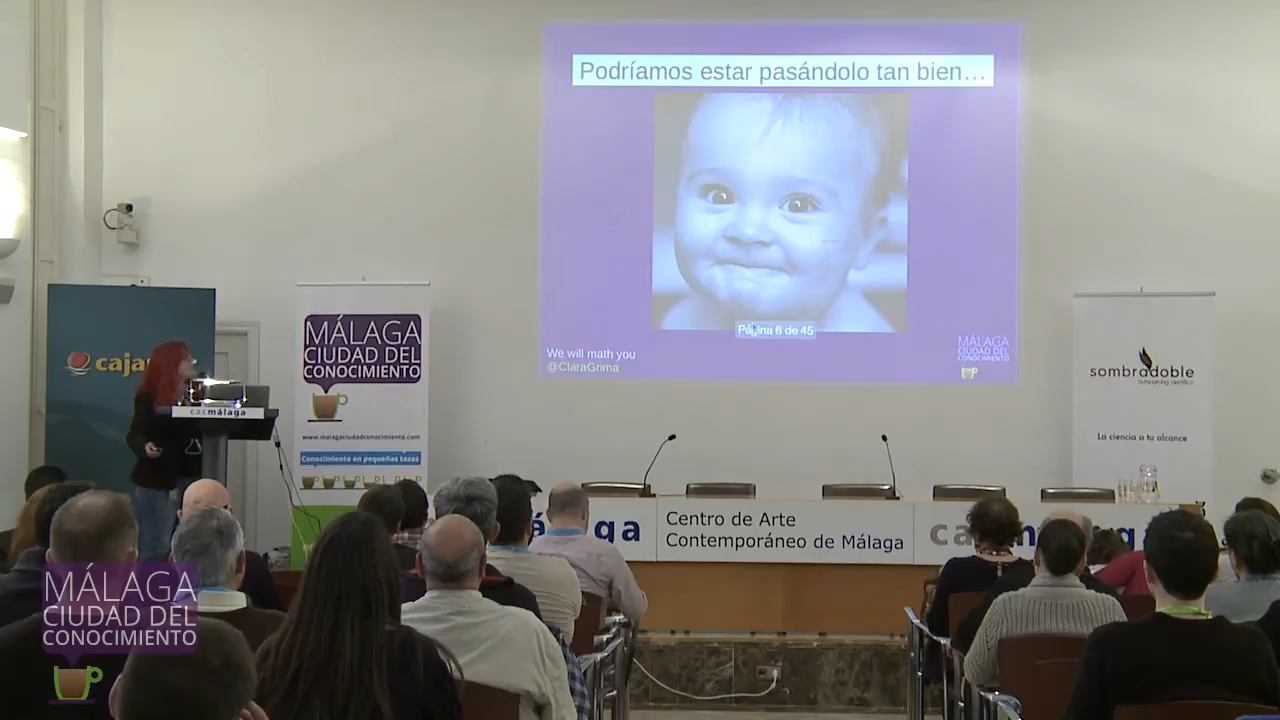 Podríamos estar pasándolo tan bien…
Página 6 de 45
We will math you
@ClaraGrima
MÁLAGA
CIUDAD DEL
CONOCIMIENTO
MÁLAGA
CIUDAD DEL
CONOCIMIENTO
www.malagaciudadconocimiento.com
Conocimiento en pequeñas tazas
cacmálaga
sombradoble
outsourcing científico
La ciencia a tu alcance
Centro de Arte
Contemporáneo de Málaga
MÁLAGA
CIUDAD DEL
CONOCIMIENTO